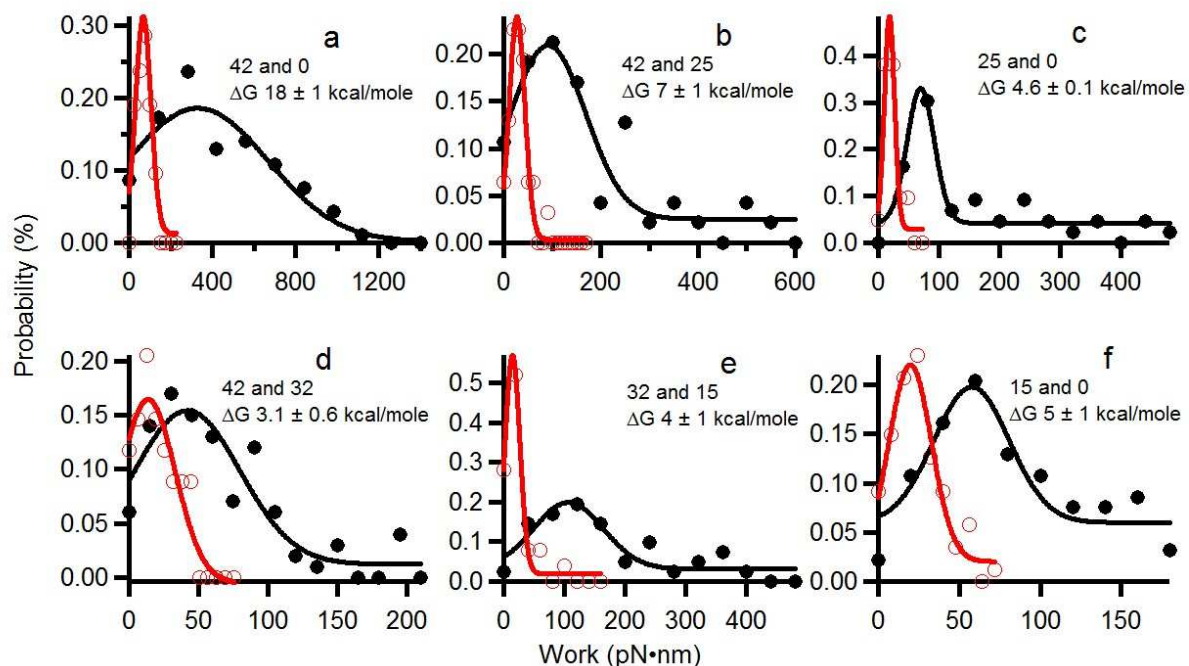 Probability (%)
0.30
0.20
0.10
0.00
0
400
800
1200
a
42 and 0
ΔG 18 ± 1 kcal/mole
0.20
0.15
0.10
0.05
0.00
0
200
400
600
b
42 and 25
ΔG 7 ± 1 kcal/mole
0.4
0.3
0.2
0.1
0.0
0
100
200
300
400
c
25 and 0
ΔG 4.6 ± 0.1 kcal/mole
0.20
0.15
0.10
0.05
0.00
0
50
100
150
200
d
42 and 32
ΔG 3.1 ± 0.6 kcal/mole
0.5
0.4
0.3
0.2
0.1
0.0
0
100
200
300
400
e
32 and 15
ΔG 4 ± 1 kcal/mole
0.20
0.15
0.10
0.05
0.00
0
50
100
150
f
15 and 0
ΔG 5 ± 1 kcal/mole
Work (pN•nm)